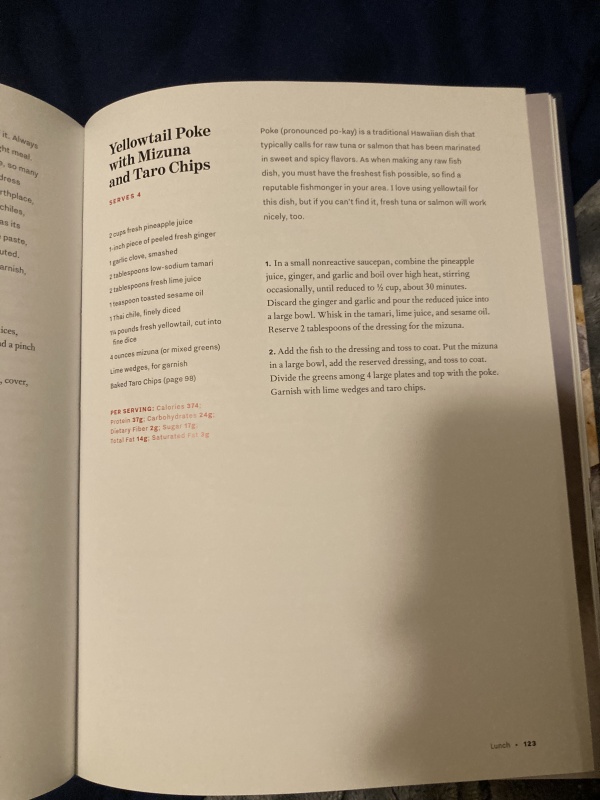 it. Always
ht meal.
, so many
dress
rthplace,
chiles,
as its
paste,
uted.
arnish,
ices,
nd a pinch
, cover,
Yellowtail Poke
with Mizuna
and Taro Chips
SERVES 4
2 cups fresh pineapple juice
1-inch piece of peeled fresh ginger
1 garlic clove, smashed
2 tablespoons low-sodium tamari
2 tablespoons fresh lime juice
1 teaspoon toasted sesame oil
1 Thai chile, finely diced
1¼ pounds fresh yellowtail, cut into
fine dice
4 ounces mizuna (or mixed greens)
Lime wedges, for garnish
Baked Taro Chips (page 98)
PER SERVING: Calories 374;
Protein 37g; Carbohydrates 24g;
Dietary Fiber 2g; Sugar 17g;
Total Fat 14g; Saturated Fat 3g
Poke (pronounced po-kay) is a traditional Hawaiian dish that
typically calls for raw tuna or salmon that has been marinated
in sweet and spicy flavors. As when making any raw fish
dish, you must have the freshest fish possible, so find a
reputable fishmonger in your area. I love using yellowtail for
this dish, but if you can't find it, fresh tuna or salmon will work
nicely, too.
1. In a small nonreactive saucepan, combine the pineapple
juice, ginger, and garlic and boil over high heat, stirring
occasionally, until reduced to ½ cup, about 30 minutes.
Discard the ginger and garlic and pour the reduced juice into
a large bowl. Whisk in the tamari, lime juice, and sesame oil.
Reserve 2 tablespoons of the dressing for the mizuna.
2. Add the fish to the dressing and toss to coat. Put the mizuna
in a large bowl, add the reserved dressing, and toss to coat.
Divide the greens among 4 large plates and top with the poke.
Garnish with lime wedges and taro chips.
Lunch • 123